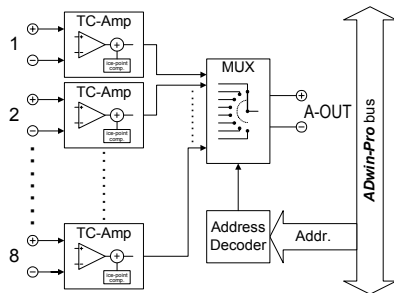 TC-Amp
1
ice-point
comp.
MUX
TC-Amp
2
ice-point
comp.
A-OUT
ADwin-Pro bus
TC-Amp
8
ice-point
comp.
Address
Decoder
Addr.